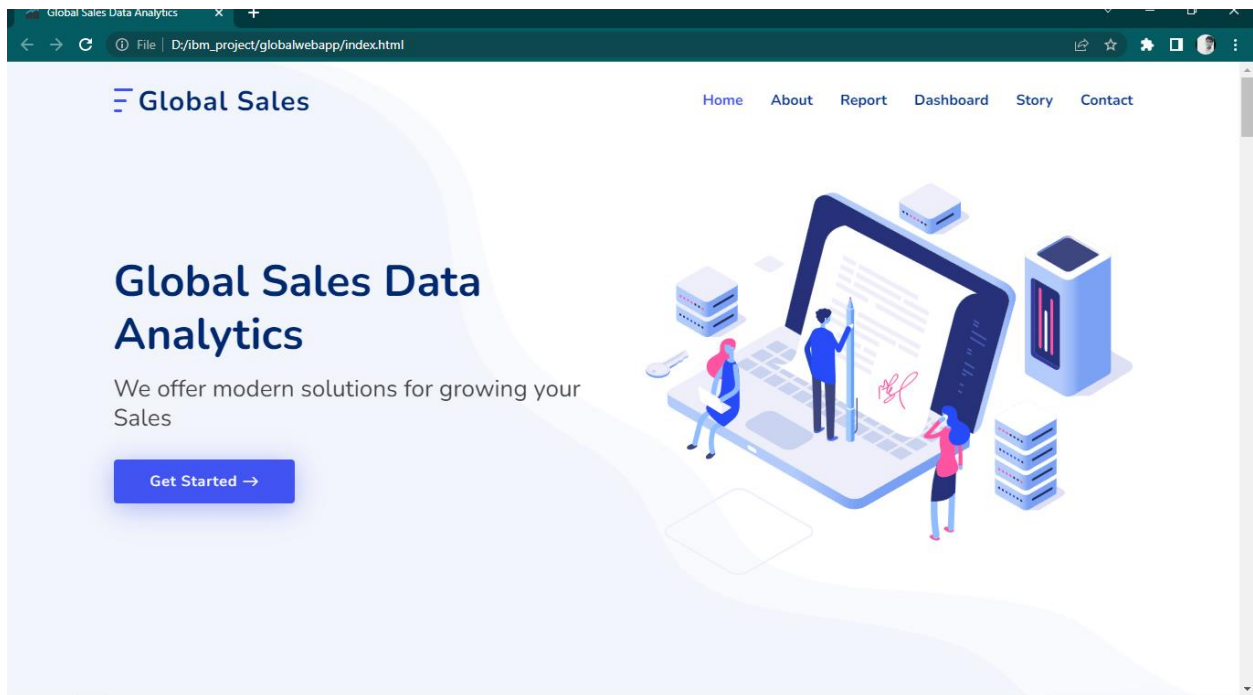 Global Sales Data Analytics
File | D:/ibm_project/globalwebapp/index.html
Global Sales
Home About Report Dashboard Story Contact
Global Sales Data
Analytics
We offer modern solutions for growing your
Sales
Get Started →